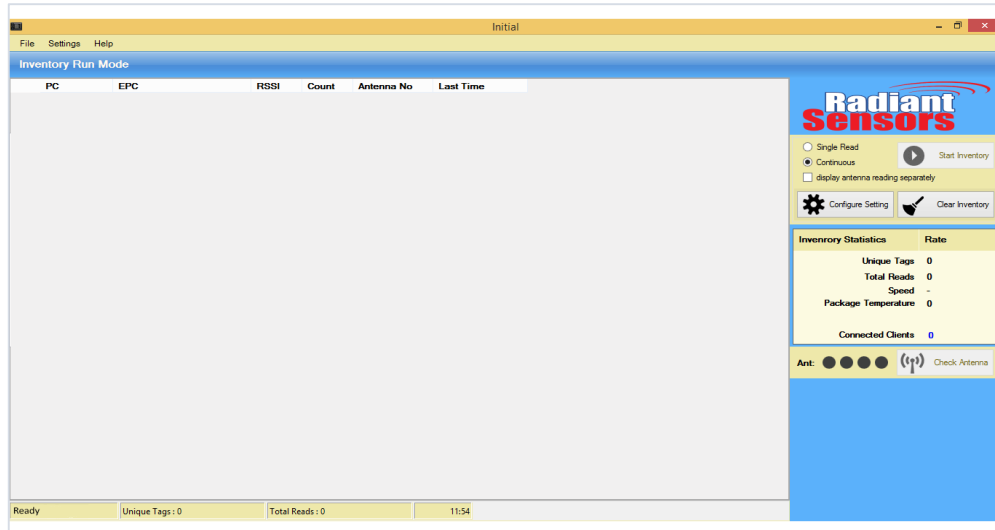 Initial
File Settings Help
Inventory Run Mode
PC EPC RSSI Count Antenna No Last Time
Radiant
Sensors
Single Read
Continuous
Start Inventory
display antenna reading separately
Configure Setting
Clear Inventory
Invenrory Statistics Rate
Unique Tags 0
Total Reads 0
Speed -
Package Temperature 0
Connected Clients 0
Ant:
Check Antenna
Ready Unique Tags : 0 Total Reads : 0 11:54